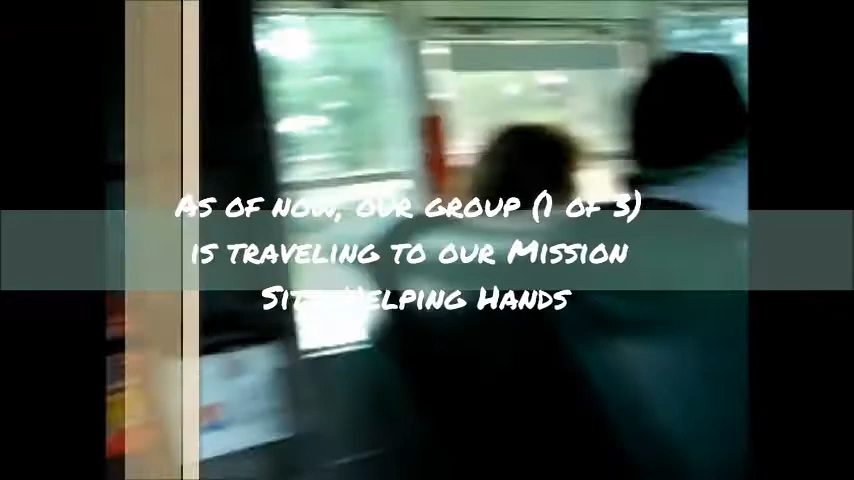 As of now, our group (1 of 3)
is traveling to our Mission
Site Helping Hands